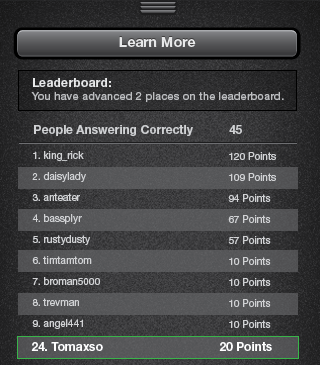 Learn More
Leaderboard:
You have advanced 2 places on the leaderboard.
People Answering Correctly 45
1. king_rick 120 Points
2. daisylady 109 Points
3. anteater 94 Points
4. bassplyr 67 Points
5. rustydusty 57 Points
6. timtamtom 10 Points
7. broman5000 10 Points
8. trevman 10 Points
9. angel441 10 Points
24. Tomaxso 20 Points